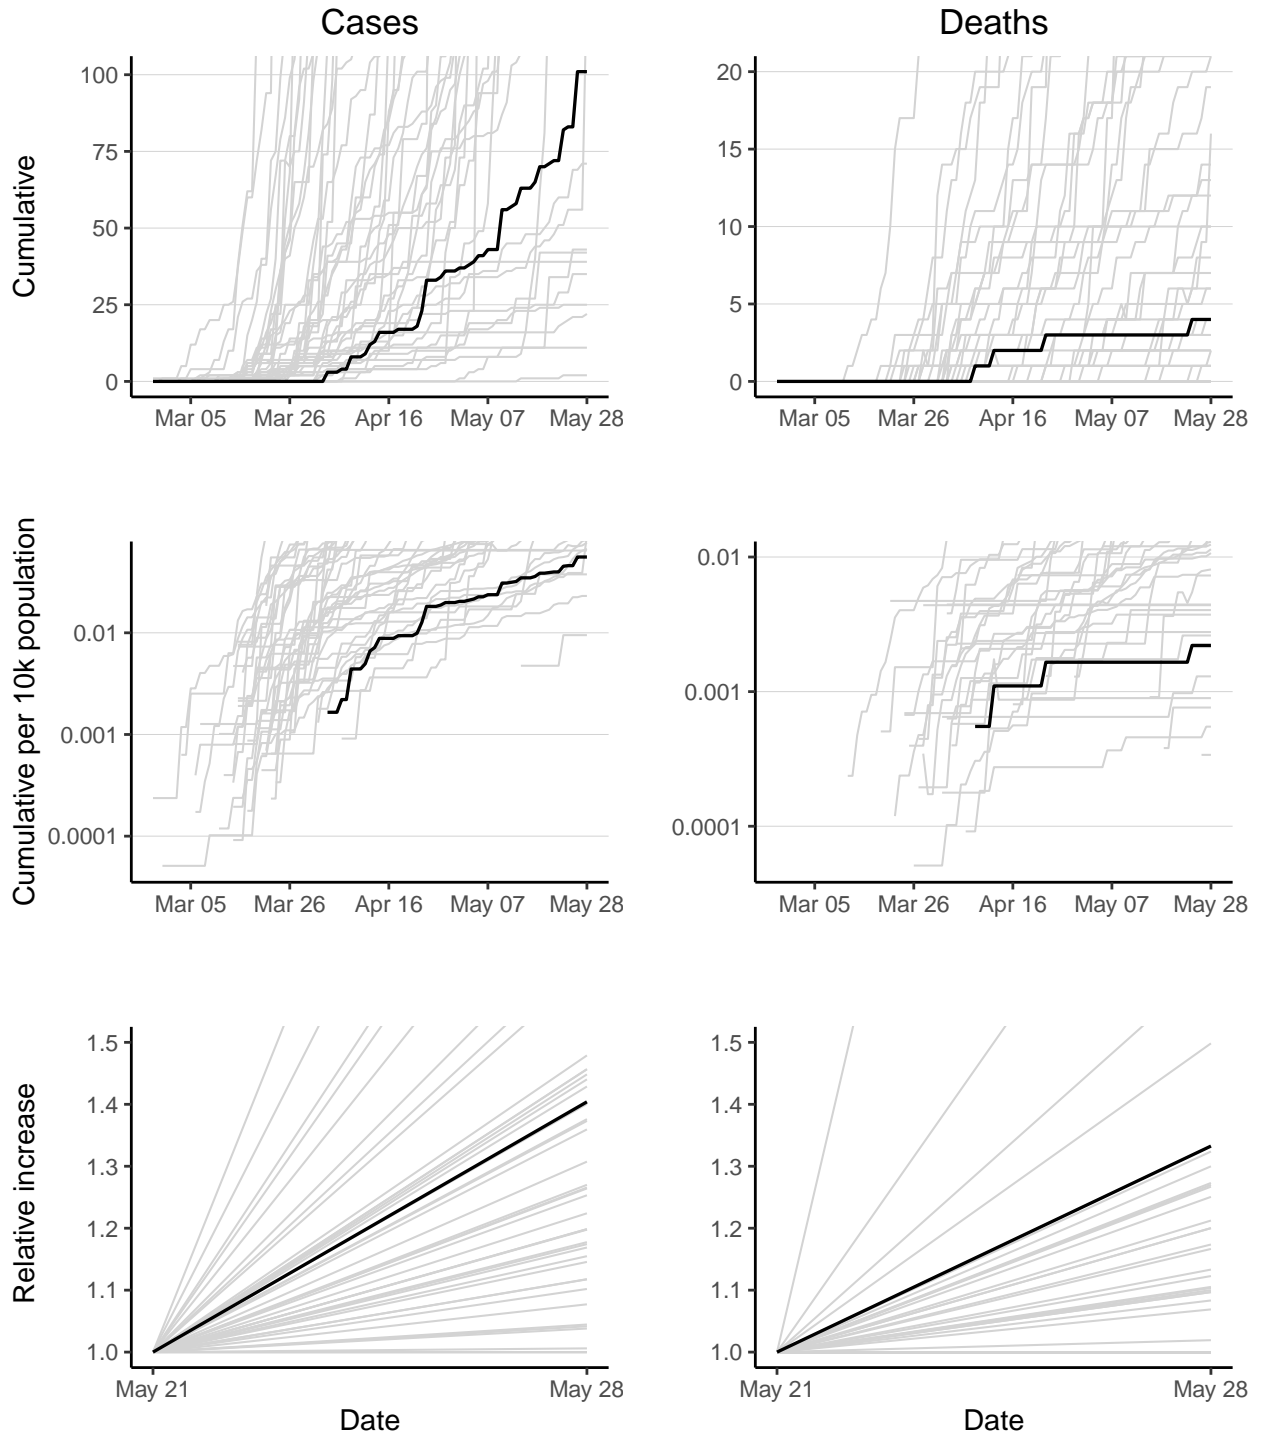 Cases
Deaths
Cumulative
100
75
50
25
0
Mar 05 Mar 26 Apr 16 May 07 May 28
20
15
10
5
0
Mar 05 Mar 26 Apr 16 May 07 May 28
Cumulative per 10k population
0.01
0.001
0.0001
Mar 05 Mar 26 Apr 16 May 07 May 28
0.01
0.001
0.0001
Mar 05 Mar 26 Apr 16 May 07 May 28
Relative increase
1.5
1.4
1.3
1.2
1.1
1.0
May 21 May 28
Date
1.5
1.4
1.3
1.2
1.1
1.0
May 21 May 28
Date